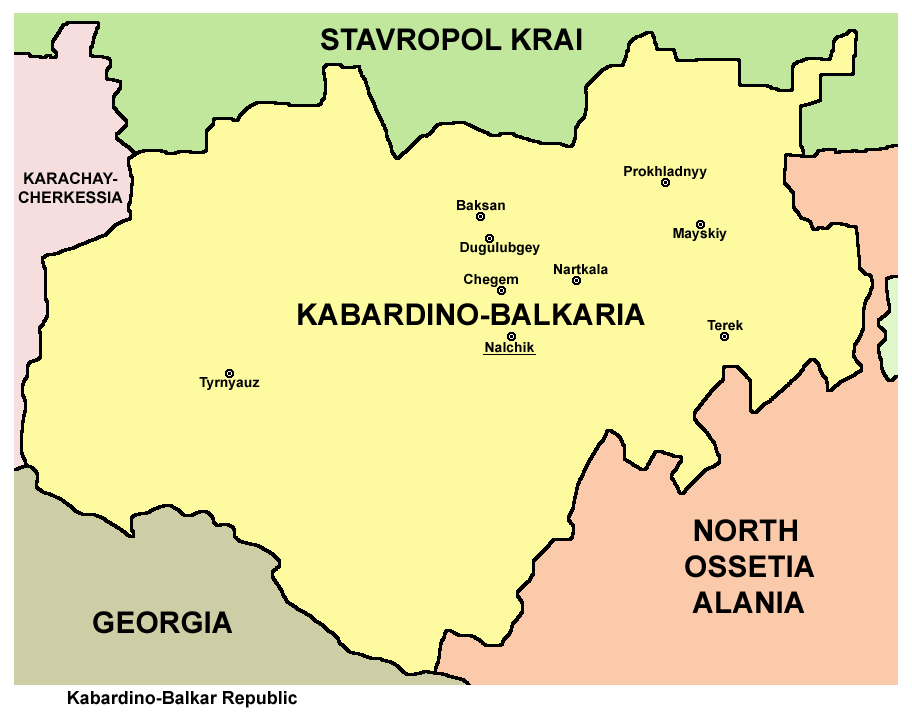 STAVROPOL KRAI
KARACHAY-
CHERKESSIA
Prokhladnyy
Baksan
Mayskiy
Dugulubgey
Nartkala
Chegem
KABARDINO-BALKARIA
Terek
Nalchik
Tyrnyauz
NORTH
OSSETIA
ALANIA
GEORGIA
Kabardino-Balkar Republic